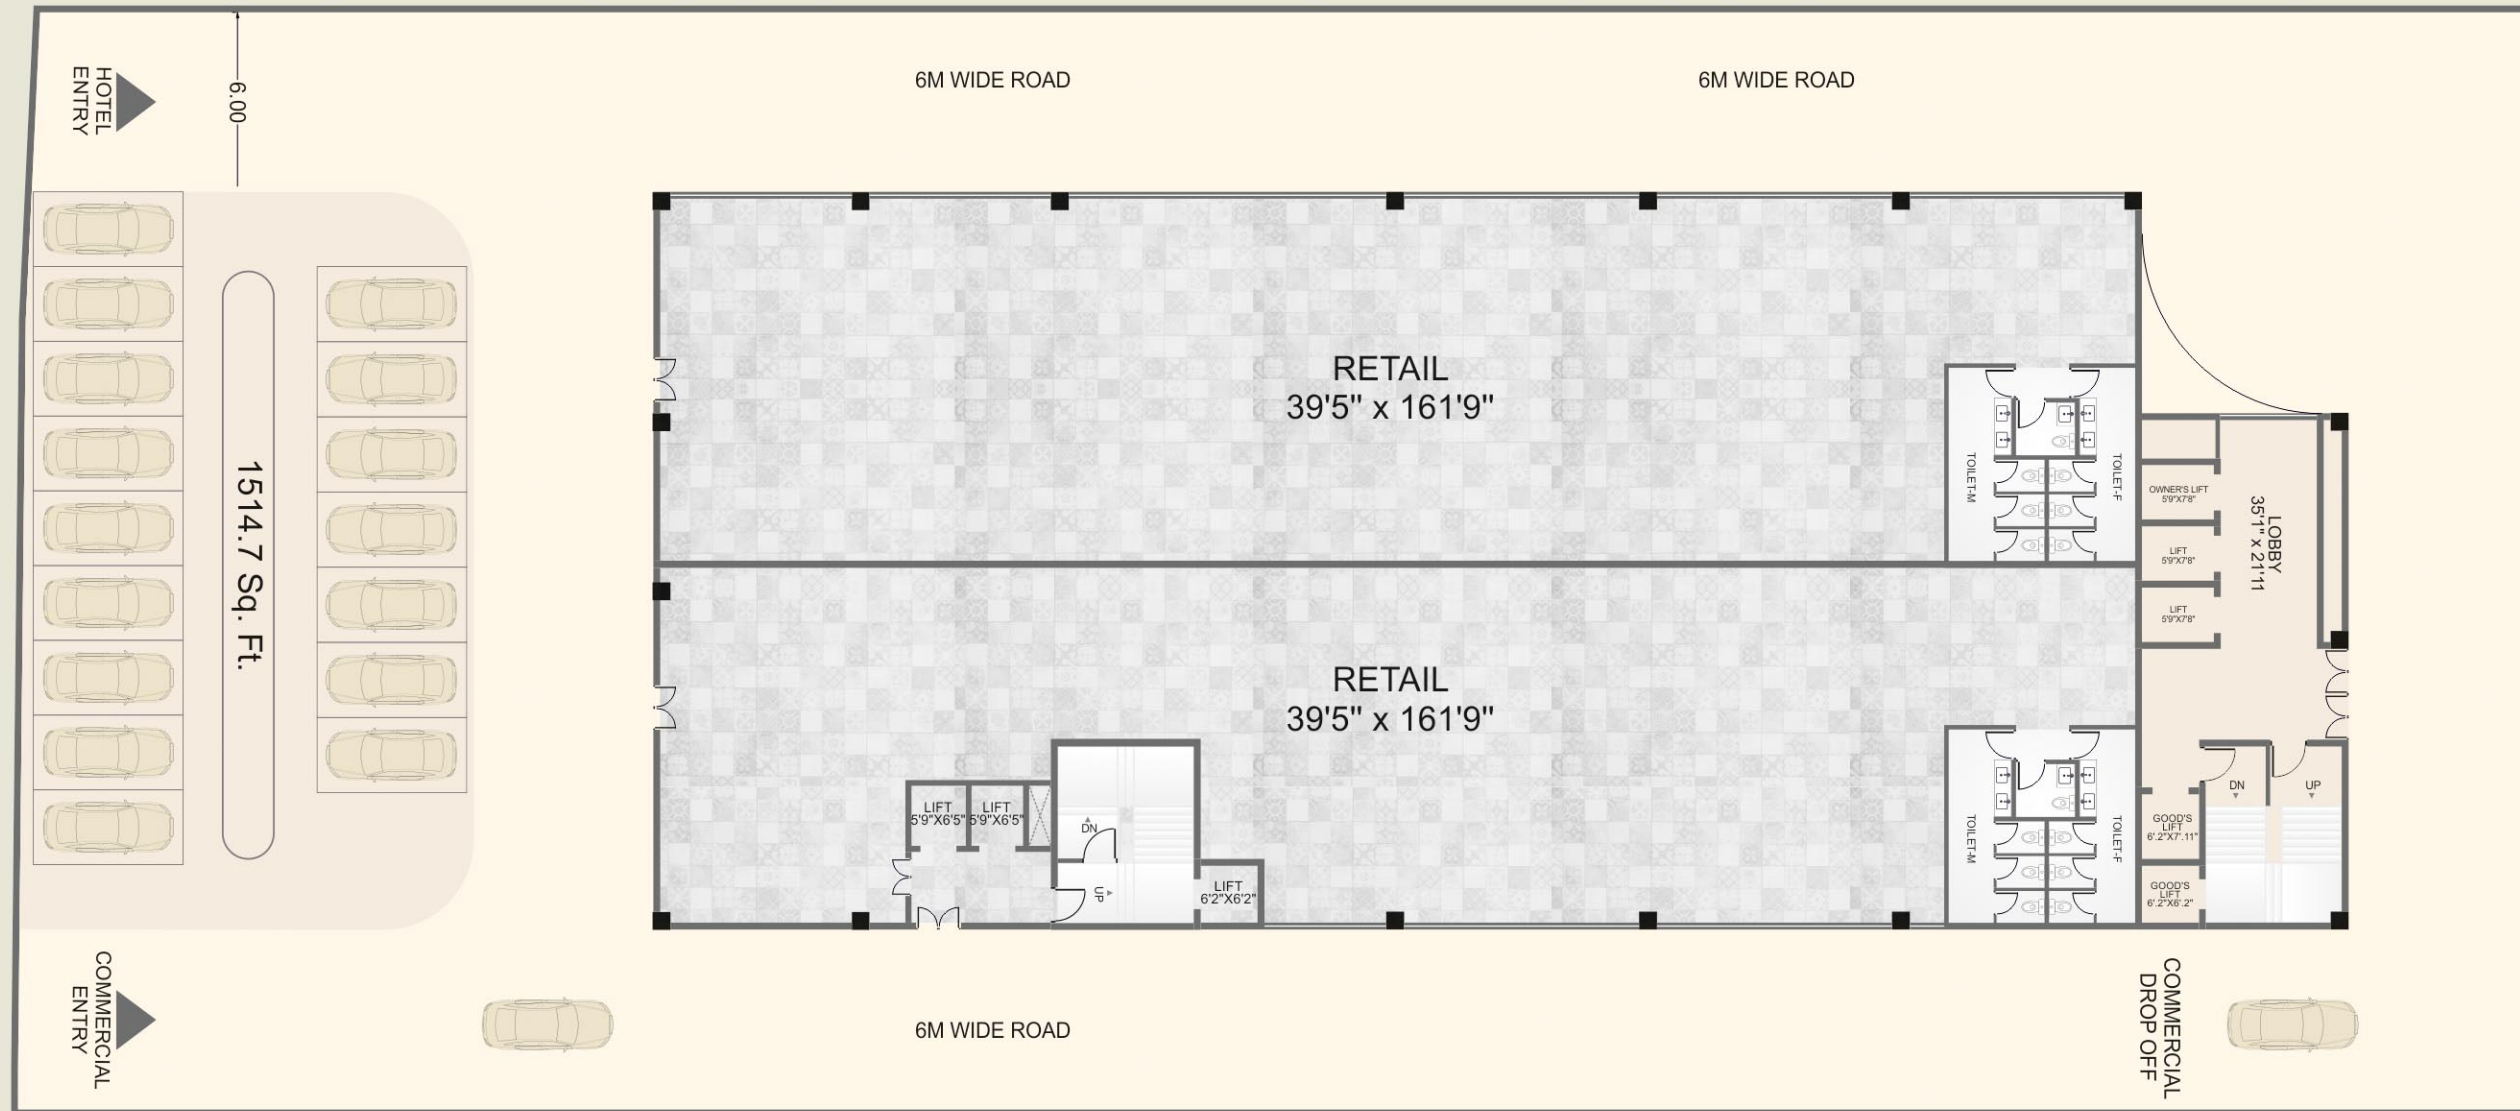 HOTEL
ENTRY
6.00
6M WIDE ROAD
6M WIDE ROAD
1514.7 Sq. Ft.
RETAIL
39'5" x 161'9"
TOILET-M
TOILET-F
OWNER'S LIFT
5'9"X7'8"
LIFT
5'9"X7'8"
LIFT
5'9"X7'8"
LOBBY
35'1" x 21'11
RETAIL
39'5" x 161'9"
LIFT
5'9"X6'5"
LIFT
5'9"X6'5"
DN
UP
LIFT
6'2"X6'2"
TOILET-M
TOILET-F
DN
UP
GOOD'S
LIFT
6'.2"X7'.11"
GOOD'S
LIFT
6'.2"X6'.2"
COMMERCIAL
ENTRY
6M WIDE ROAD
COMMERCIAL
DROP OFF